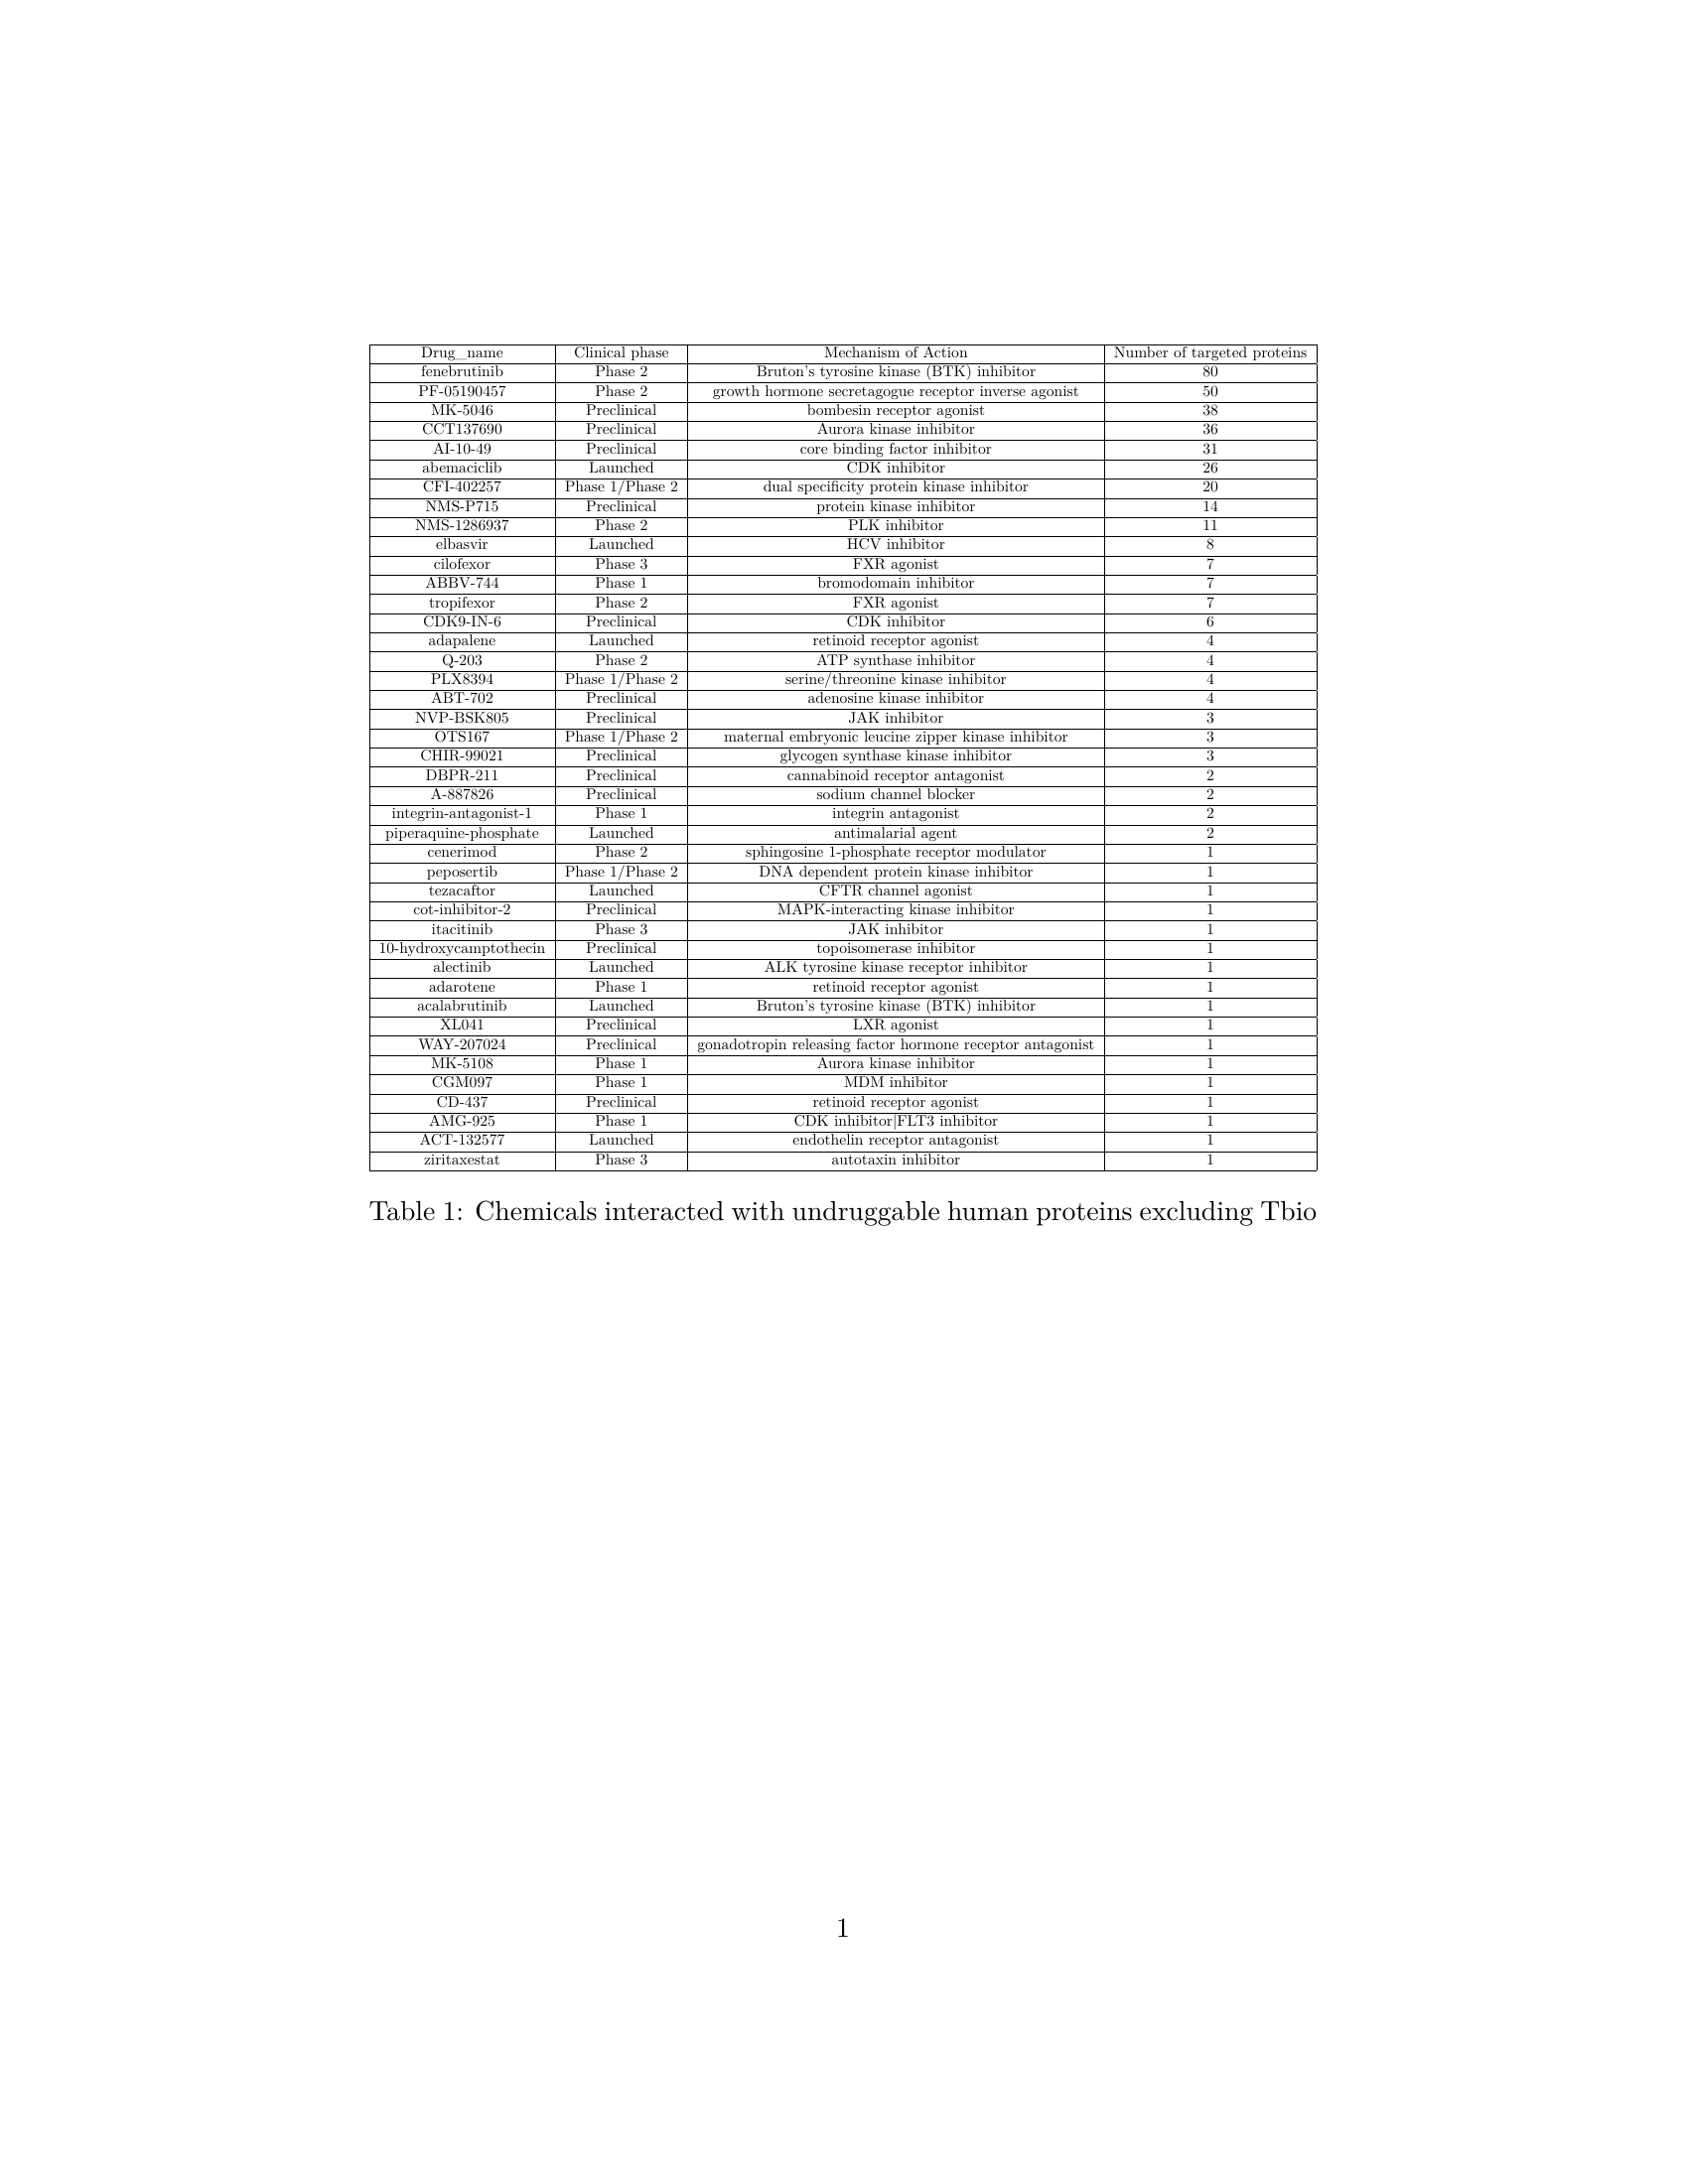 Drug_name Clinical phase Mechanism of Action Number of targeted proteins
fenebrutinib Phase 2 Bruton's tyrosine kinase (BTK) inhibitor 80
PF-05190457 Phase 2 growth hormone secretagogue receptor inverse agonist 50
MK-5046 Preclinical bombesin receptor agonist 38
CCT137690 Preclinical Aurora kinase inhibitor 36
AI-10-49 Preclinical core binding factor inhibitor 31
abemaciclib Launched CDK inhibitor 26
CFI-402257 Phase 1/Phase 2 dual specificity protein kinase inhibitor 20
NMS-P715 Preclinical protein kinase inhibitor 14
NMS-1286937 Phase 2 PLK inhibitor 11
elbasvir Launched HCV inhibitor 8
cilofexor Phase 3 FXR agonist 7
ABBV-744 Phase 1 bromodomain inhibitor 7
tropifexor Phase 2 FXR agonist 7
CDK9-IN-6 Preclinical CDK inhibitor 6
adapalene Launched retinoid receptor agonist 4
Q-203 Phase 2 ATP synthase inhibitor 4
PLX8394 Phase 1/Phase 2 serine/threonine kinase inhibitor 4
ABT-702 Preclinical adenosine kinase inhibitor 4
NVP-BSK805 Preclinical JAK inhibitor 3
OTS167 Phase 1/Phase 2 maternal embryonic leucine zipper kinase inhibitor 3
CHIR-99021 Preclinical glycogen synthase kinase inhibitor 3
DBPR-211 Preclinical cannabinoid receptor antagonist 2
A-887826 Preclinical sodium channel blocker 2
integrin-antagonist-1 Phase 1 integrin antagonist 2
piperaquine-phosphate Launched antimalarial agent 2
cenerimod Phase 2 sphingosine 1-phosphate receptor modulator 1
peposertib Phase 1/Phase 2 DNA dependent protein kinase inhibitor 1
tezacaftor Launched CFTR channel agonist 1
cot-inhibitor-2 Preclinical MAPK-interacting kinase inhibitor 1
itacitinib Phase 3 JAK inhibitor 1
10-hydroxycamptothecin Preclinical topoisomerase inhibitor 1
alectinib Launched ALK tyrosine kinase receptor inhibitor 1
adarotene Phase 1 retinoid receptor agonist 1
acalabrutinib Launched Bruton's tyrosine kinase (BTK) inhibitor 1
XL041 Preclinical LXR agonist 1
WAY-207024 Preclinical gonadotropin releasing factor hormone receptor antagonist 1
MK-5108 Phase 1 Aurora kinase inhibitor 1
CGM097 Phase 1 MDM inhibitor 1
CD-437 Preclinical retinoid receptor agonist 1
AMG-925 Phase 1 CDK inhibitor|FLT3 inhibitor 1
ACT-132577 Launched endothelin receptor antagonist 1
ziritaxestat Phase 3 autotaxin inhibitor 1
Table 1: Chemicals interacted with undruggable human proteins excluding Tbio
1